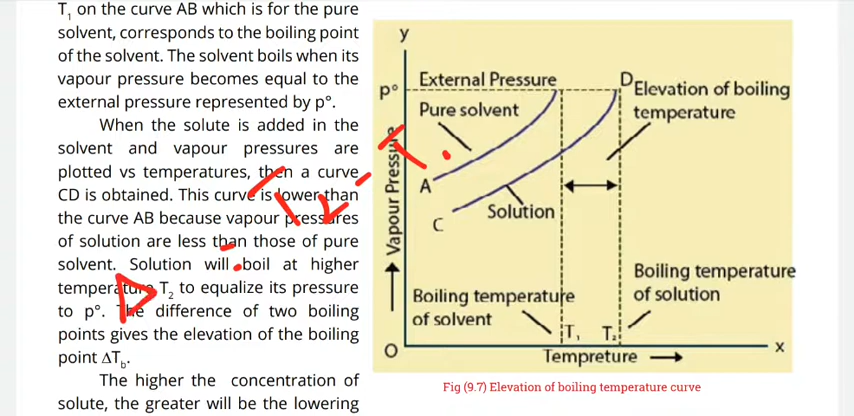 T₁ on the curve AB which is for the pure
solvent, corresponds to the boiling point
of the solvent. The solvent boils when its
vapour pressure becomes equal to the
external pressure represented by p°.
When the solute is added in the
solvent and vapour pressures are
plotted vs temperatures, then a curve
CD is obtained. This curve is lower than
the curve AB because vapour pressures
of solution are less than those of pure
solvent. Solution will boil at higher
temperature T₂ to equalize its pressure
to p°. The difference of two boiling
points gives the elevation of the boiling
point ΔT_b.
The higher the concentration of
solute, the greater will be the lowering
y
External Pressure
p°
D
Elevation of boiling
temperature
Pure solvent
Vapour Pressure
A
C
Solution
Boiling temperature
of solvent
Boiling temperature
of solution
T₁
T₂
O
x
Tempreture
Fig (9.7) Elevation of boiling temperature curve